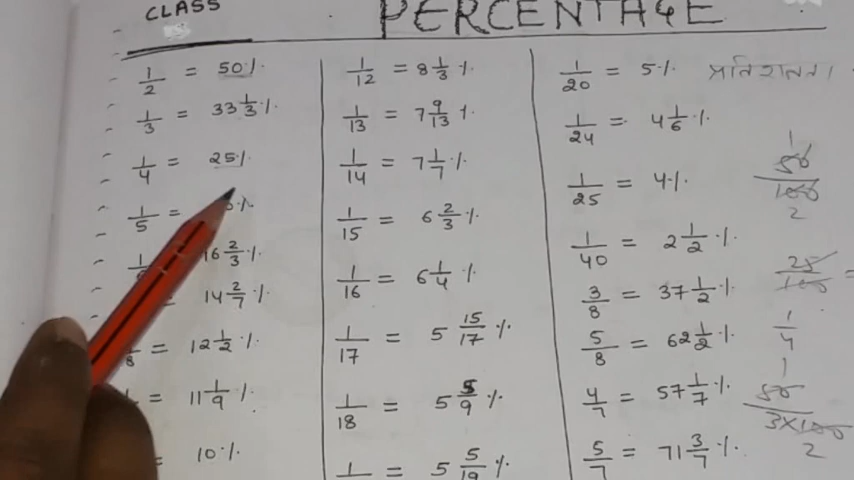 CLASS
PERCENTAGE
1/2 = 50%
1/3 = 33 1/3 %
1/4 = 25%
1/5 =
16 2/3 %
14 2/7 %
8 = 12 1/2 %
= 11 1/9 %
= 10%
1/12 = 8 1/3 %
1/13 = 7 9/13 %
1/14 = 7 1/7 %
1/15 = 6 2/3 %
1/16 = 6 1/4 %
1/17 = 5 15/17 %
1/18 = 5 5/9 %
1 = 5 5/19 %
1/20 = 5% प्रतिशतता
1/24 = 4 1/6 %
1/25 = 4%
1/40 = 2 1/2 %
3/8 = 37 1/2 %
5/8 = 62 1/2 %
4/7 = 57 1/7 %
5/7 = 71 3/7 %
1
50/100
2
25/100 =
1/4
1
50
3×100
2